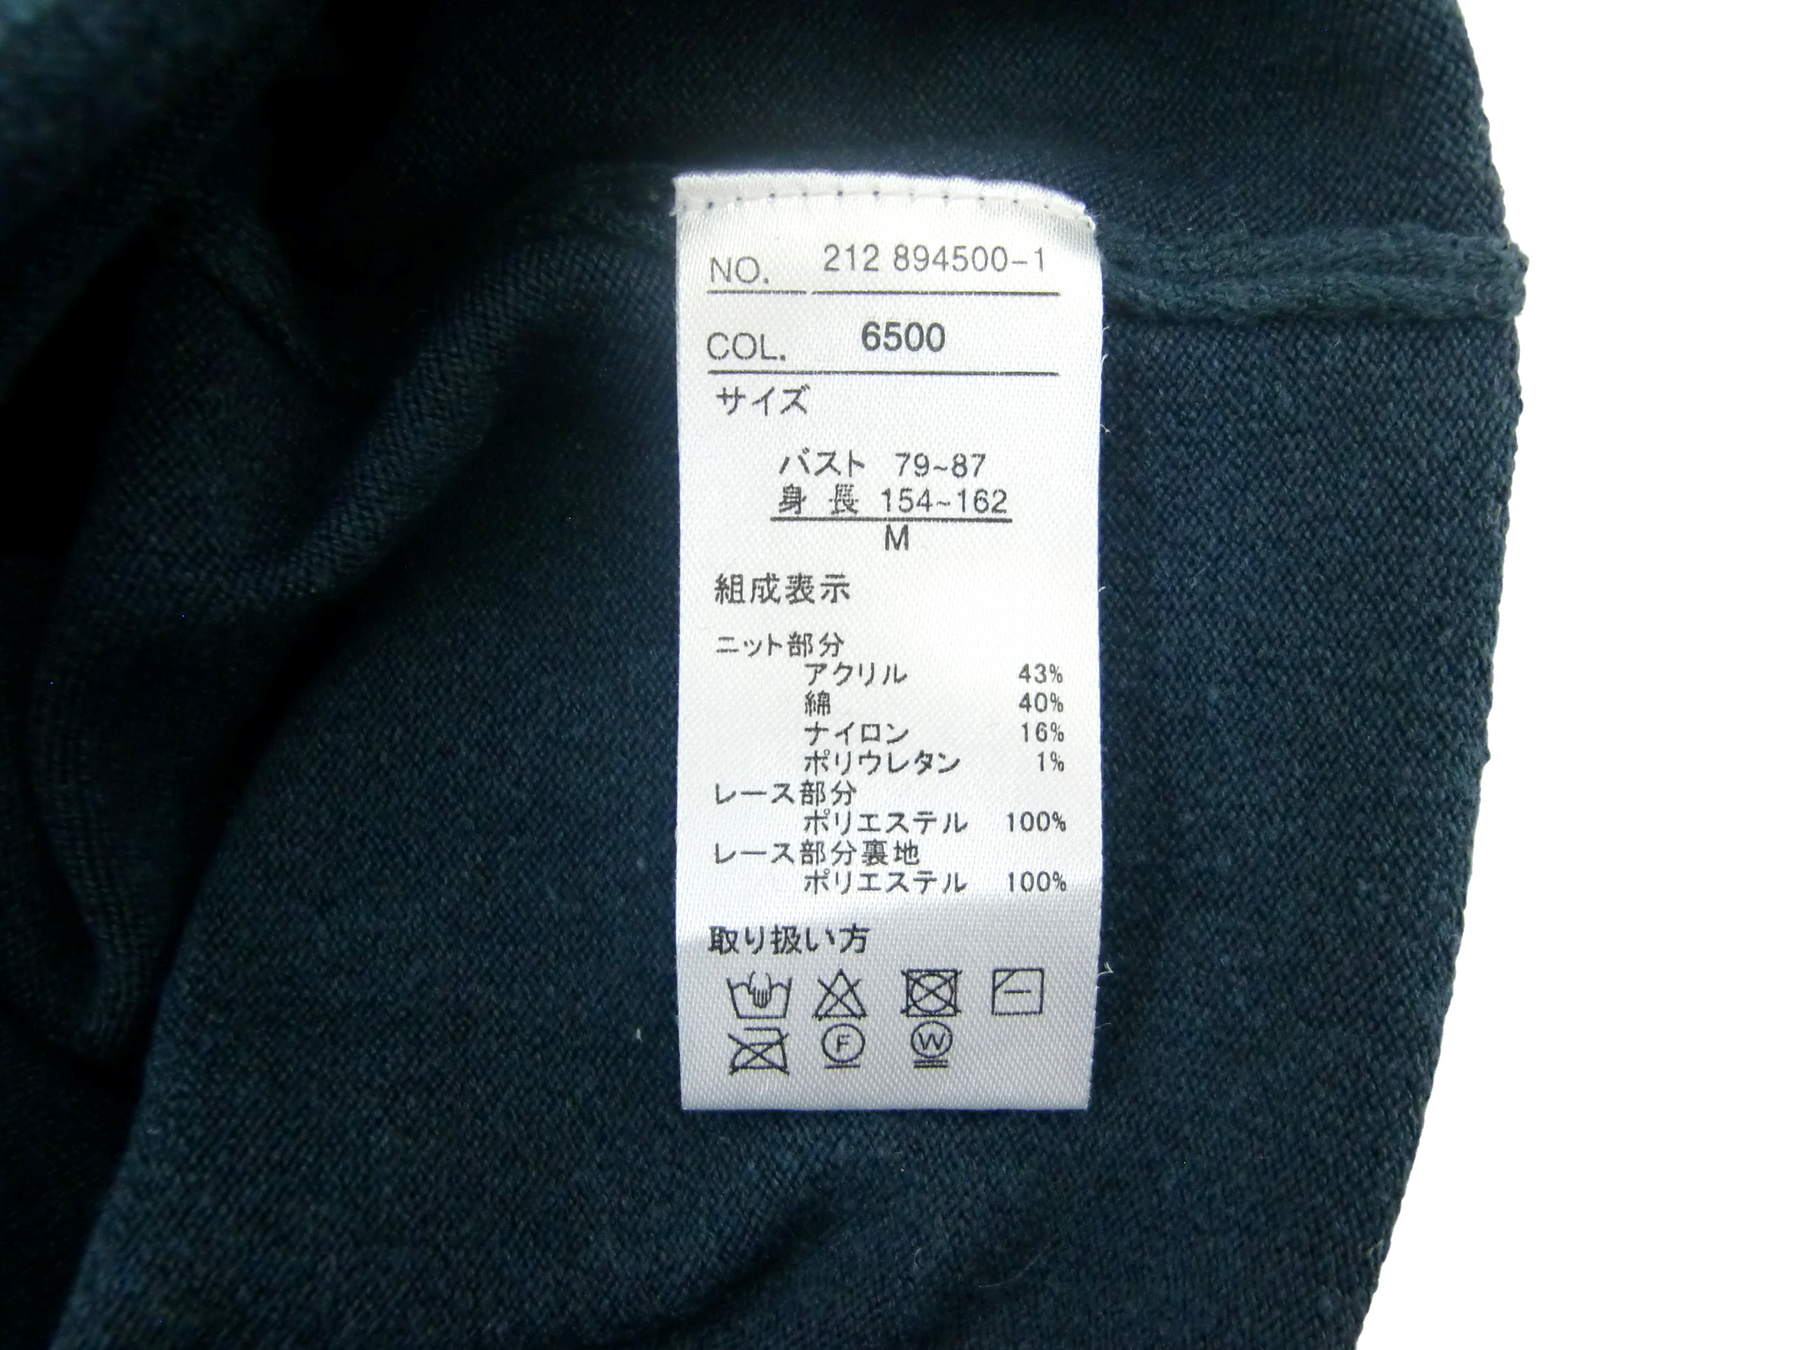 NO. 212 894500-1
COL. 6500
サイズ
バスト 79~87
身長 154~162
M
組成表示
ニット部分
アクリル 43%
綿 40%
ナイロン 16%
ポリウレタン 1%
レース部分
ポリエステル 100%
レース部分裏地
ポリエステル 100%
取り扱い方
F W